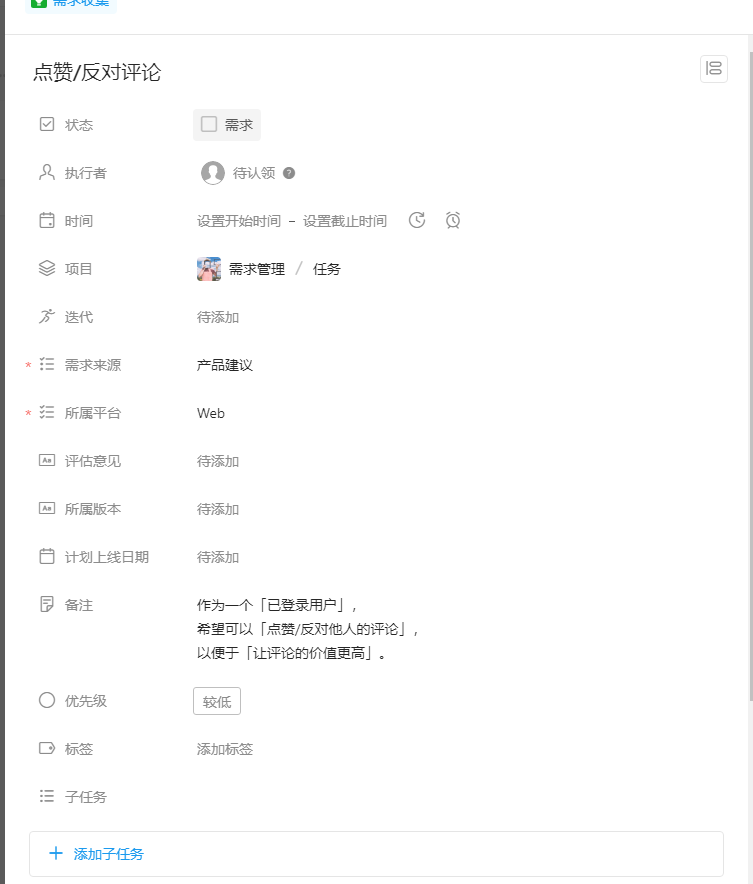 需求收集
点赞/反对评论
状态 需求
执行者 待认领 ?
时间 设置开始时间 - 设置截止时间
项目 需求管理 / 任务
迭代 待添加
* 需求来源 产品建议
* 所属平台 Web
评估意见 待添加
所属版本 待添加
计划上线日期 待添加
备注 作为一个「已登录用户」,
希望可以「点赞/反对他人的评论」,
以便于「让评论的价值更高」。
优先级 较低
标签 添加标签
子任务
+ 添加子任务